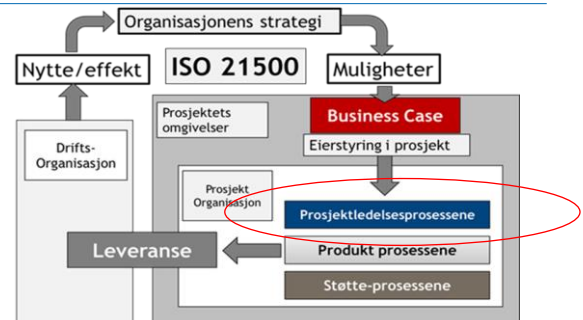 Organisasjonens strategi
Nytte/effekt
ISO 21500
Muligheter
Prosjektets
omgivelser
Business Case
Eierstyring i prosjekt
Drifts-
Organisasjon
Prosjekt
Organisasjon
Prosjektledelsesprosessene
Leveranse
Produkt prosessene
Støtte-prosessene